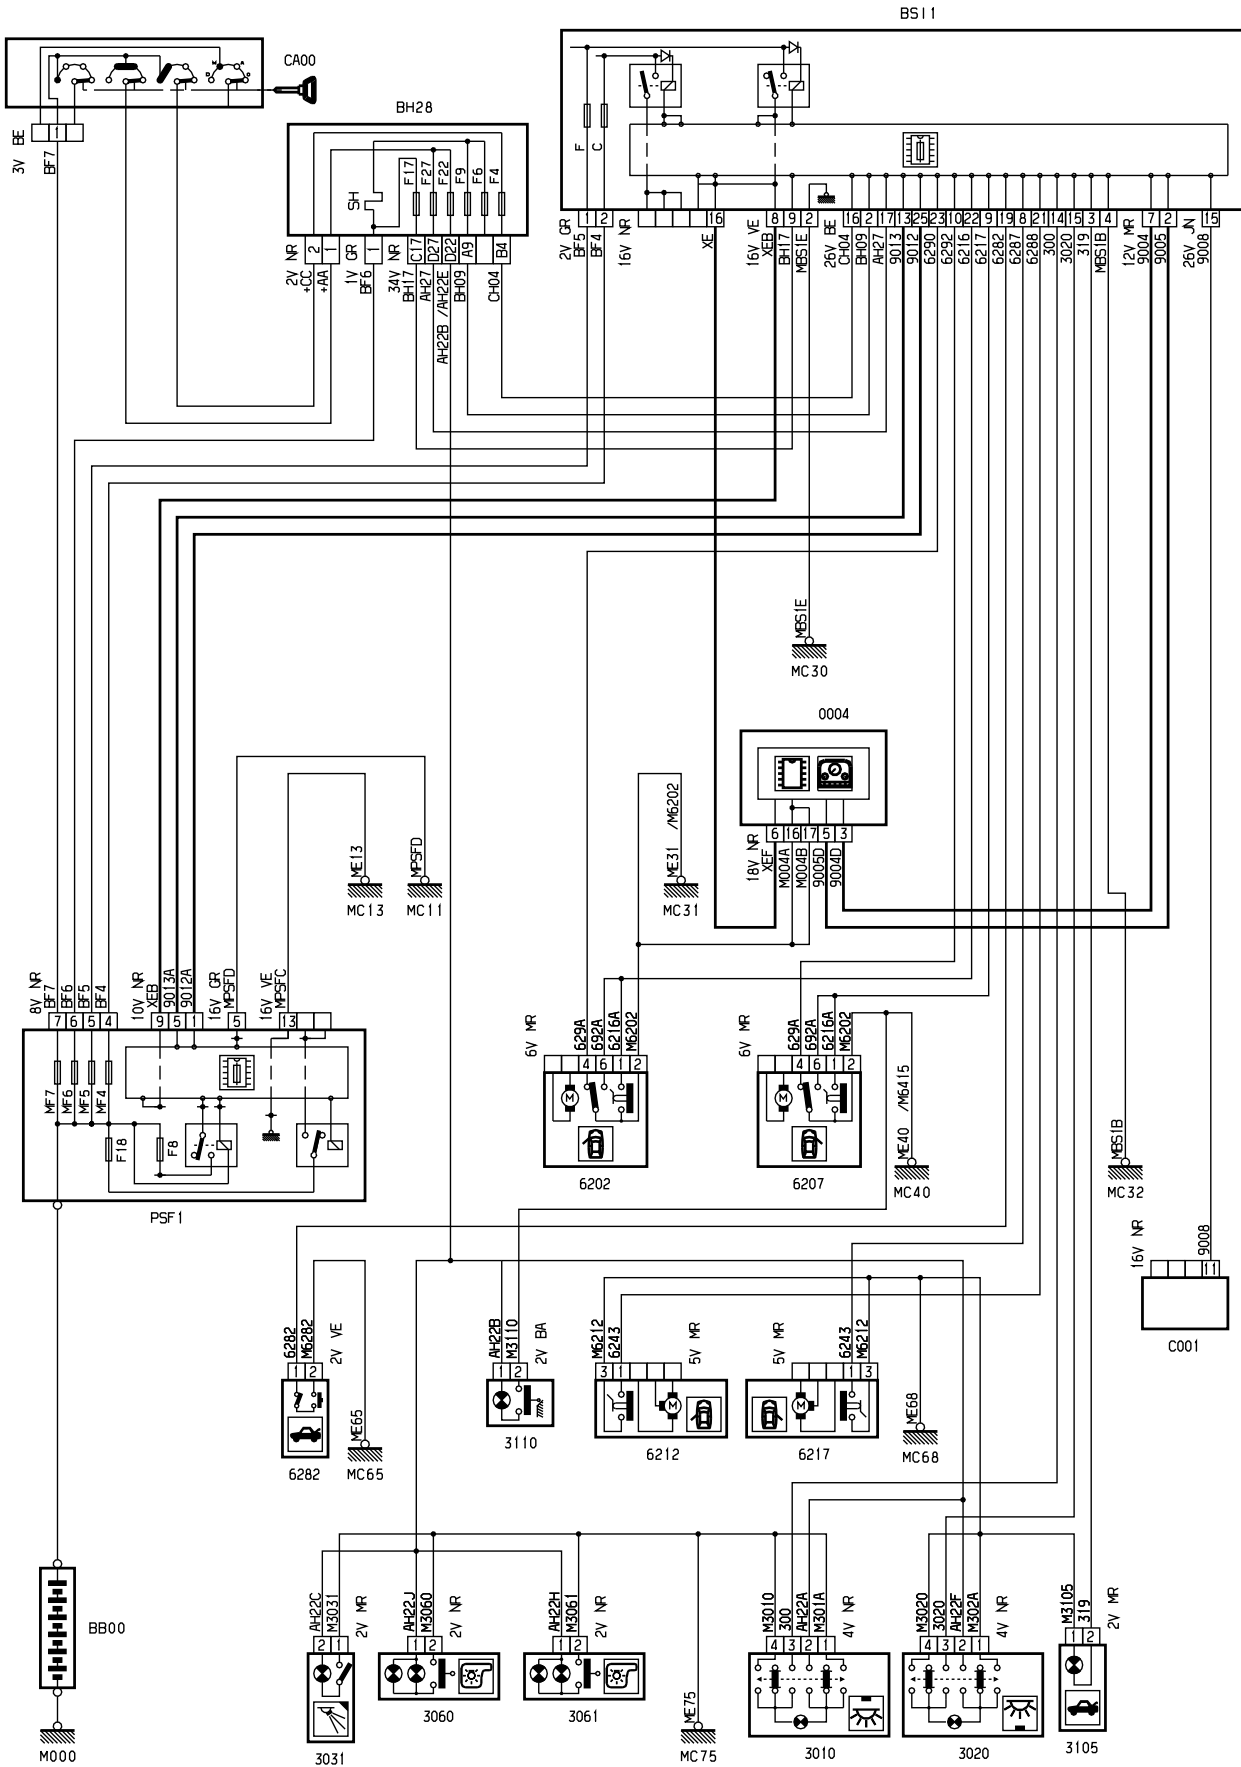 BSI1
CA00
BH28
M A
D
3V BE
BF7
1
SH
F17
F27
F22
F9
F6
F4
2V NR
+CC
+AA
1V GR
BF6
34V NR
BH17
AH27
AH22B /AH22E
BH09
CH04
2 1
1
C17 D27 D22 A9 B4
F
C
1 2
16
8 9 2
16 2 17 13 25 23 10 22 9 19 8 21 14 15 3 4
7 2
15
2V GR
BF5
BF4
16V NR
XE
16V VE
XEB
BH17
MBS1E
26V BE
CH04
BH09
AH27
9013
9012
6290
6292
6216
6217
6282
6287
6288
300
3020
319
MBS1B
12V MR
9004
9005
26V JN
9008
MBS1E
MC30
0004
6 16 17 5 3
18V NR
XEF
M004A
M004B
9005D
9004D
ME13
MC13
MPSFD
MC11
ME31 /M6202
MC31
8V NR
BF7
BF6
BF5
BF4
10V NR
XEB
9013A
9012A
16V GR
MPSFD
16V VE
MPSFC
7 6 5 4
9 5 1
5
13
MF7
MF6
MF5
MF4
F18
F8
PSF1
6V MR
629A
692A
6216A
M6202
4 6 1 2
M
6202
6V MR
629A
692A
6216A
M6202
4 6 1 2
M
6207
ME40 /M6415
MC40
MBS1B
MC32
16V NR
9008
11
C001
6282
M6282
2V VE
1 2
6282
ME65
MC65
AH22B
M3110
2V BA
1 2
3110
M6212
6243
5V MR
3 1
M
6212
5V MR
6243
M6212
1 3
M
6217
ME68
MC68
BB00
M000
AH22C
M3031
2V MR
2 1
3031
AH22J
M3060
2V NR
1 2
3060
AH22H
M3061
2V NR
1 2
3061
ME75
MC75
M3010
300
AH22A
M301A
4V NR
4 3 2 1
3010
M3020
3020
AH22F
M302A
4V NR
4 3 2 1
3020
M3105
319
2V MR
1 2
3105